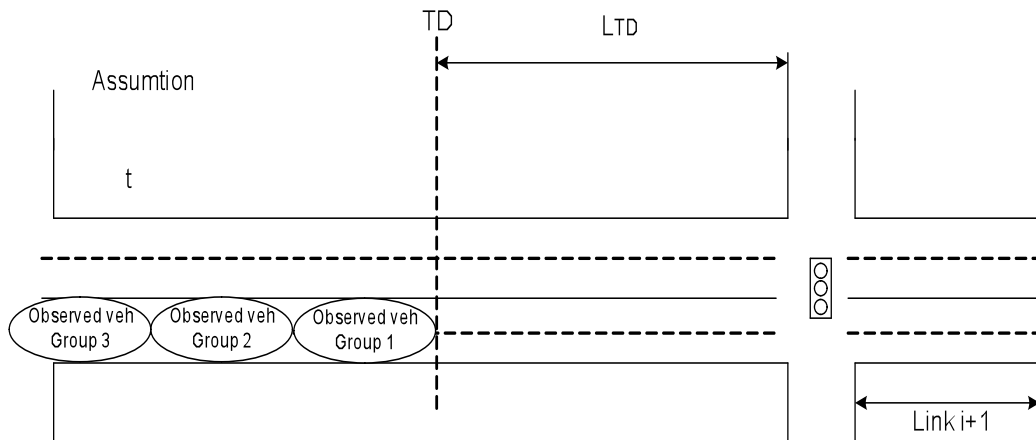 TD
LTD
Assumtion
t
Observed veh
Group 3
Observed veh
Group 2
Observed veh
Group 1
Link i+1